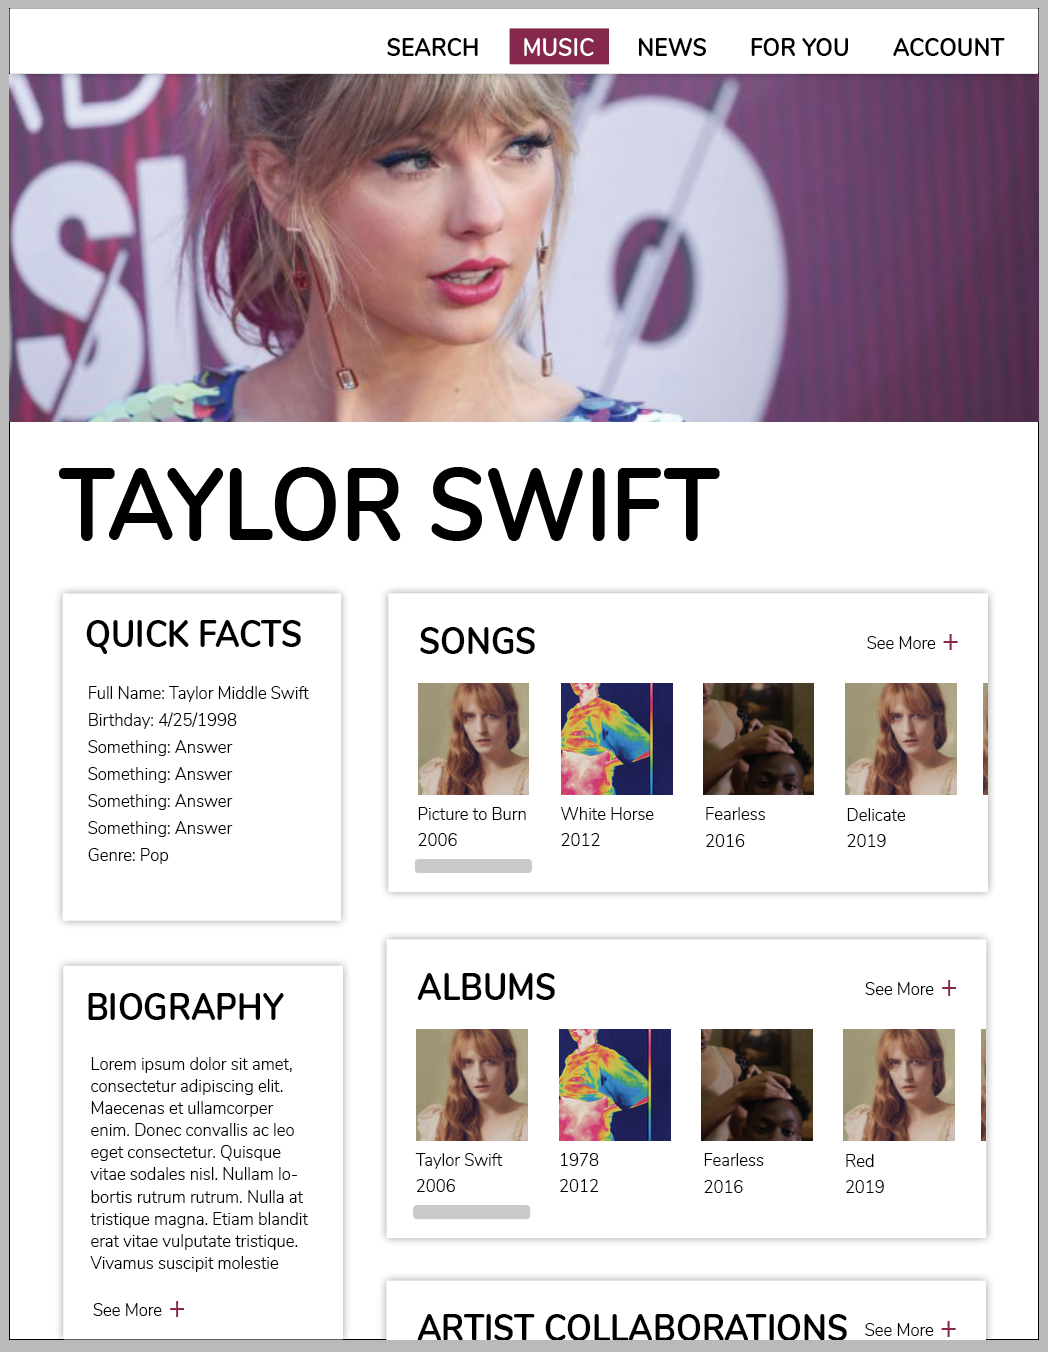 SEARCH MUSIC NEWS FOR YOU ACCOUNT
TAYLOR SWIFT
QUICK FACTS
Full Name: Taylor Middle Swift
Birthday: 4/25/1998
Something: Answer
Something: Answer
Something: Answer
Something: Answer
Genre: Pop
BIOGRAPHY
Lorem ipsum dolor sit amet,
consectetur adipiscing elit.
Maecenas et ullamcorper
enim. Donec convallis ac leo
eget consectetur. Quisque
vitae sodales nisl. Nullam lo-
bortis rutrum rutrum. Nulla at
tristique magna. Etiam blandit
erat vitae vulputate tristique.
Vivamus suscipit molestie
See More +
SONGS
See More +
Picture to Burn
2006
White Horse
2012
Fearless
2016
Delicate
2019
ALBUMS
See More +
Taylor Swift
2006
1978
2012
Fearless
2016
Red
2019
ARTIST COLLABORATIONS
See More +